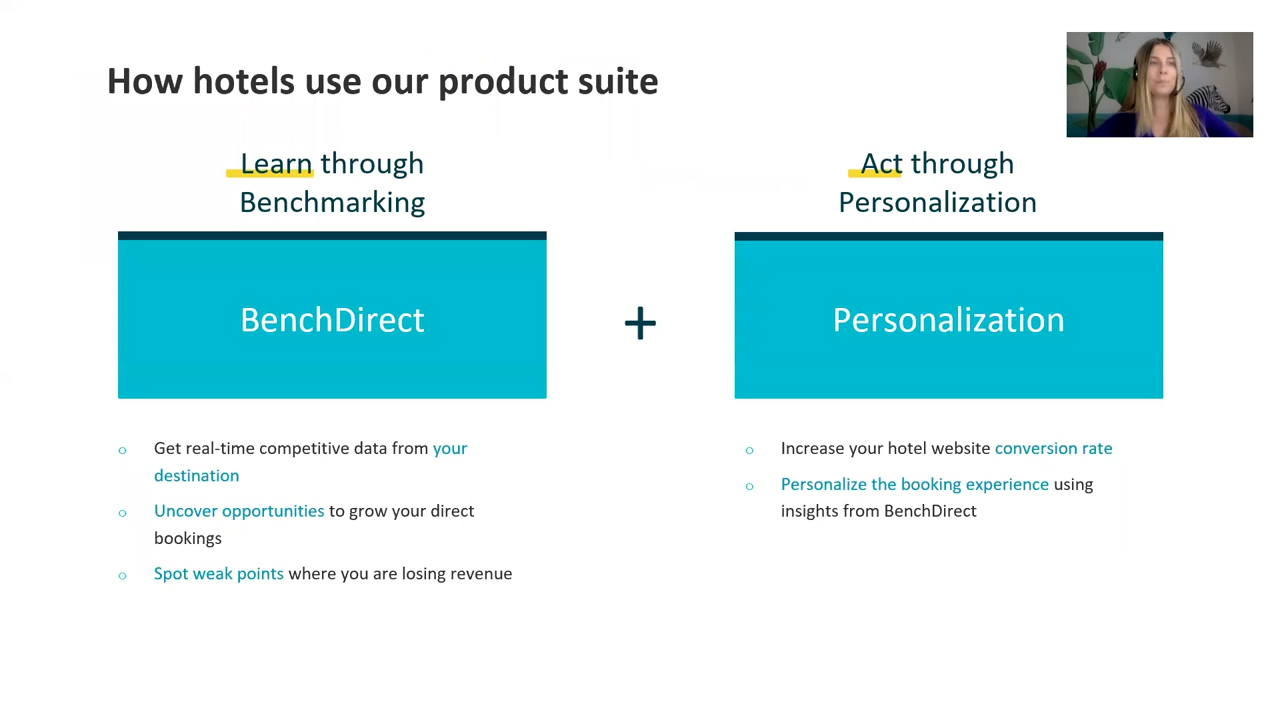 How hotels use our product suite
Learn through
Benchmarking
BenchDirect
Get real-time competitive data from your
destination
Uncover opportunities to grow your direct
bookings
Spot weak points where you are losing revenue
+
Act through
Personalization
Personalization
Increase your hotel website conversion rate
Personalize the booking experience using
insights from BenchDirect